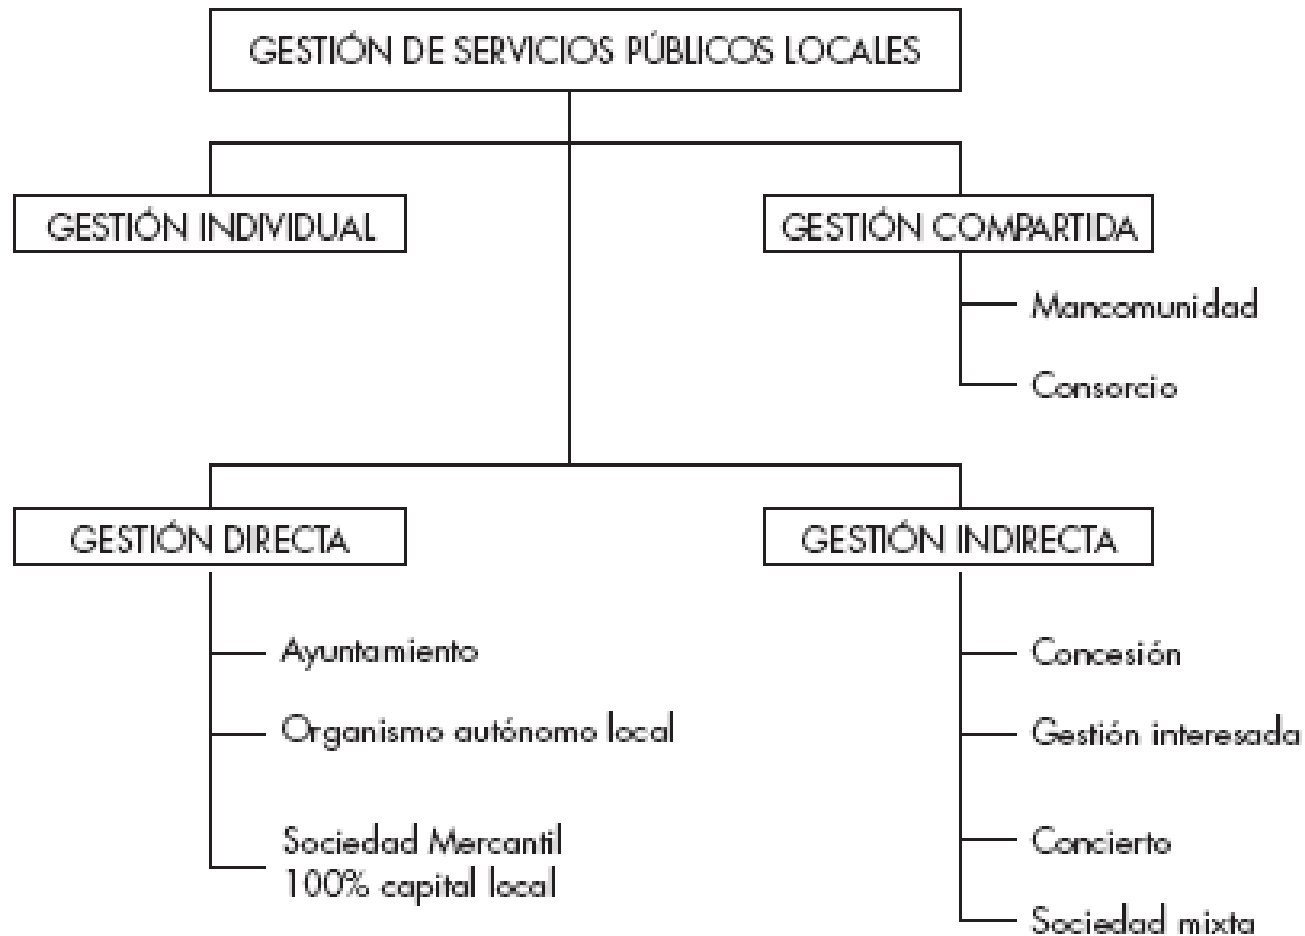 GESTIÓN DE SERVICIOS PÚBLICOS LOCALES
GESTIÓN INDIVIDUAL
GESTIÓN COMPARTIDA
Mancomunidad
Consorcio
GESTIÓN DIRECTA
GESTIÓN INDIRECTA
Ayuntamiento
Concesión
Organismo autónomo local
Gestión interesada
Sociedad Mercantil
100% capital local
Concierto
Sociedad mixta